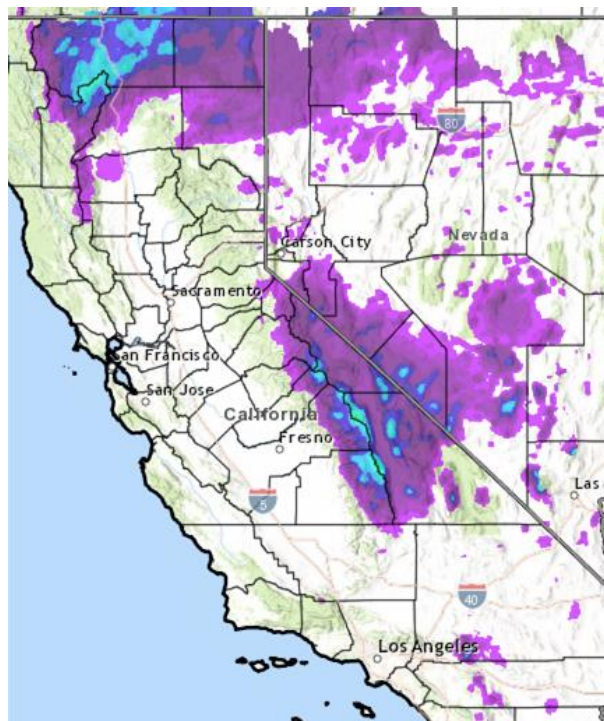 80
Nevada
Carson City
Sacramento
San Francisco
San Jose
California
Fresno
5
Las
40
Los Angeles